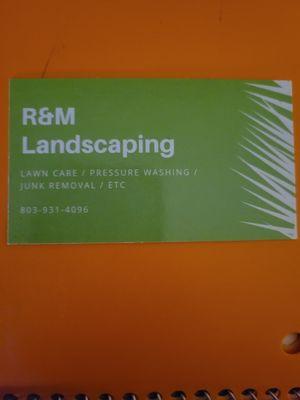 R&M
Landscaping
LAWN CARE / PRESSURE WASHING /
JUNK REMOVAL / ETC
803-931-4096